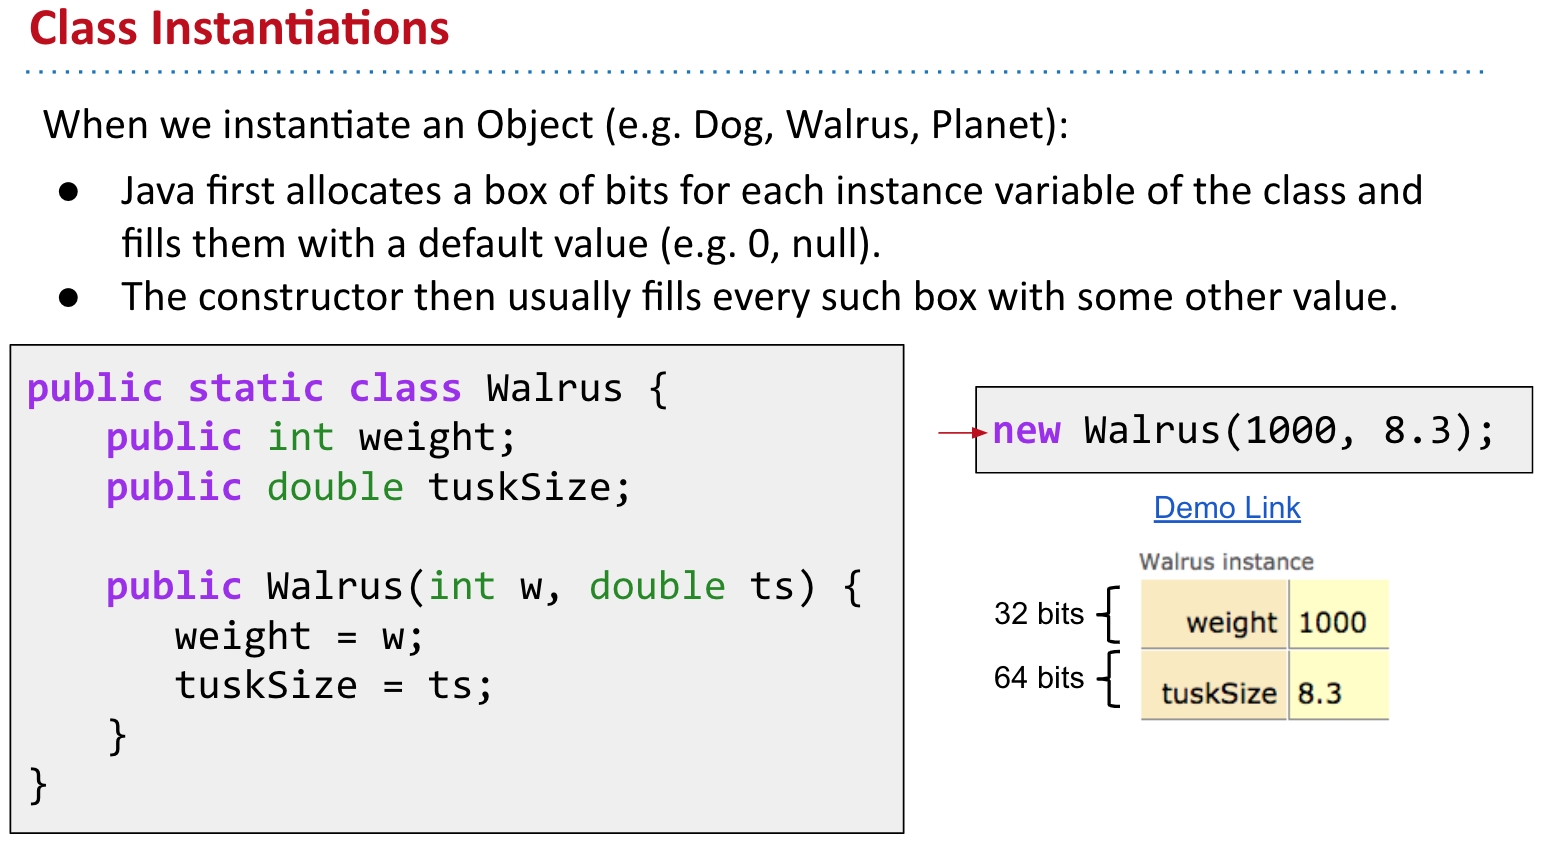 Class Instantiations
When we instantiate an Object (e.g. Dog, Walrus, Planet):
● Java first allocates a box of bits for each instance variable of the class and
fills them with a default value (e.g. 0, null).
● The constructor then usually fills every such box with some other value.
public static class Walrus {
public int weight;
public double tuskSize;
public Walrus(int w, double ts) {
weight = w;
tuskSize = ts;
}
}
new Walrus(1000, 8.3);
Demo Link
Walrus instance
32 bits { weight 1000
64 bits { tuskSize 8.3